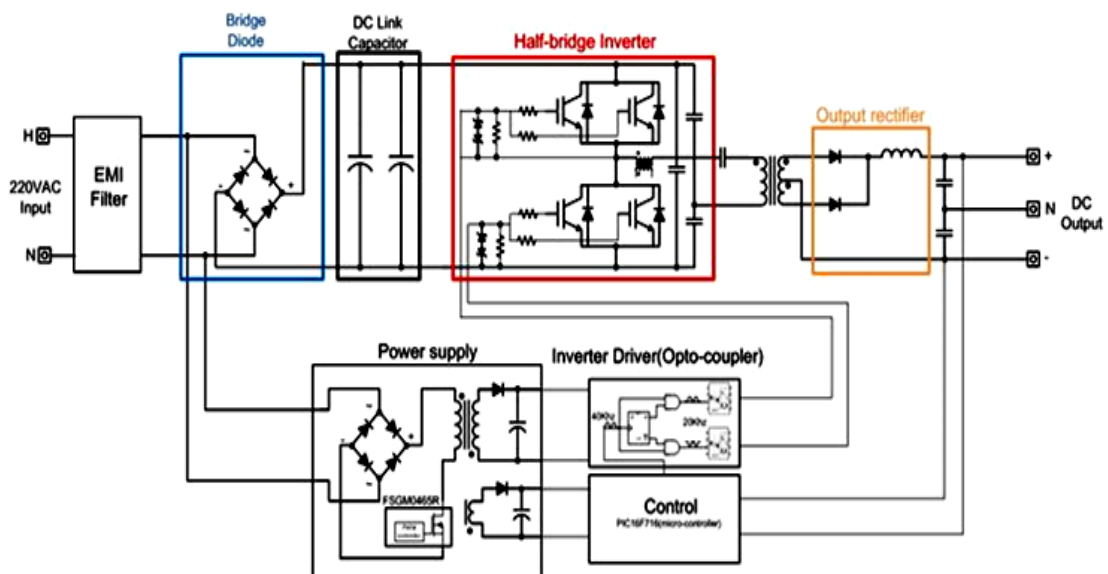 Bridge
Diode
DC Link
Capacitor
Half-bridge Inverter
Output rectifier
H
220VAC
Input
N
EMI
Filter
~
-
+
~
+
N
DC
Output
-
Power supply
Inverter Driver(Opto-coupler)
~
-
+
~
40Khz
20Khz
FSGM0465R
Control
PIC16F716(micro-controller)